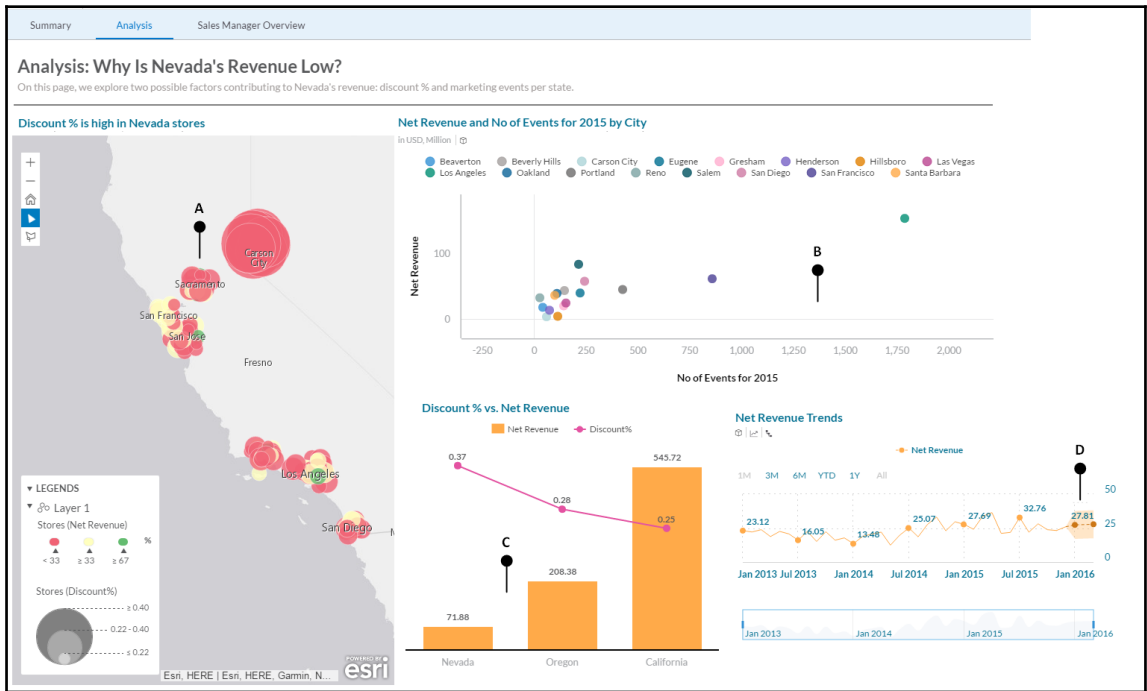 Summary Analysis Sales Manager Overview
Analysis: Why Is Nevada's Revenue Low?
On this page, we explore two possible factors contributing to Nevada's revenue: discount % and marketing events per state.
Discount % is high in Nevada stores
A
Carson
City
Sacramento
San Francisco
San Jose
Fresno
Los Angeles
San Diego
LEGENDS
Layer 1
Stores (Net Revenue)
%
< 33 ≥ 33 ≥ 67
Stores (Discount%)
≥ 0.40
0.22 - 0.40
≤ 0.22
POWERED BY
esri
Esri, HERE | Esri, HERE, Garmin, N...
Net Revenue and No of Events for 2015 by City
in USD, Million
Beaverton Beverly Hills Carson City Eugene Gresham Henderson Hillsboro Las Vegas
Los Angeles Oakland Portland Reno Salem San Diego San Francisco Santa Barbara
B
Net Revenue
100
0
-250 0 250 500 750 1,000 1,250 1,500 1,750 2,000
No of Events for 2015
Discount % vs. Net Revenue
Net Revenue Discount%
0.37
0.28
0.25
545.72
C
208.38
71.88
Nevada Oregon California
Net Revenue Trends
Net Revenue
D
1M 3M 6M YTD 1Y All
50
25
0
23.12 16.05 13.48 25.07 27.69 32.76 27.81
Jan 2013 Jul 2013 Jan 2014 Jul 2014 Jan 2015 Jul 2015 Jan 2016
Jan 2013 Jan 2014 Jan 2015 Jan 2016